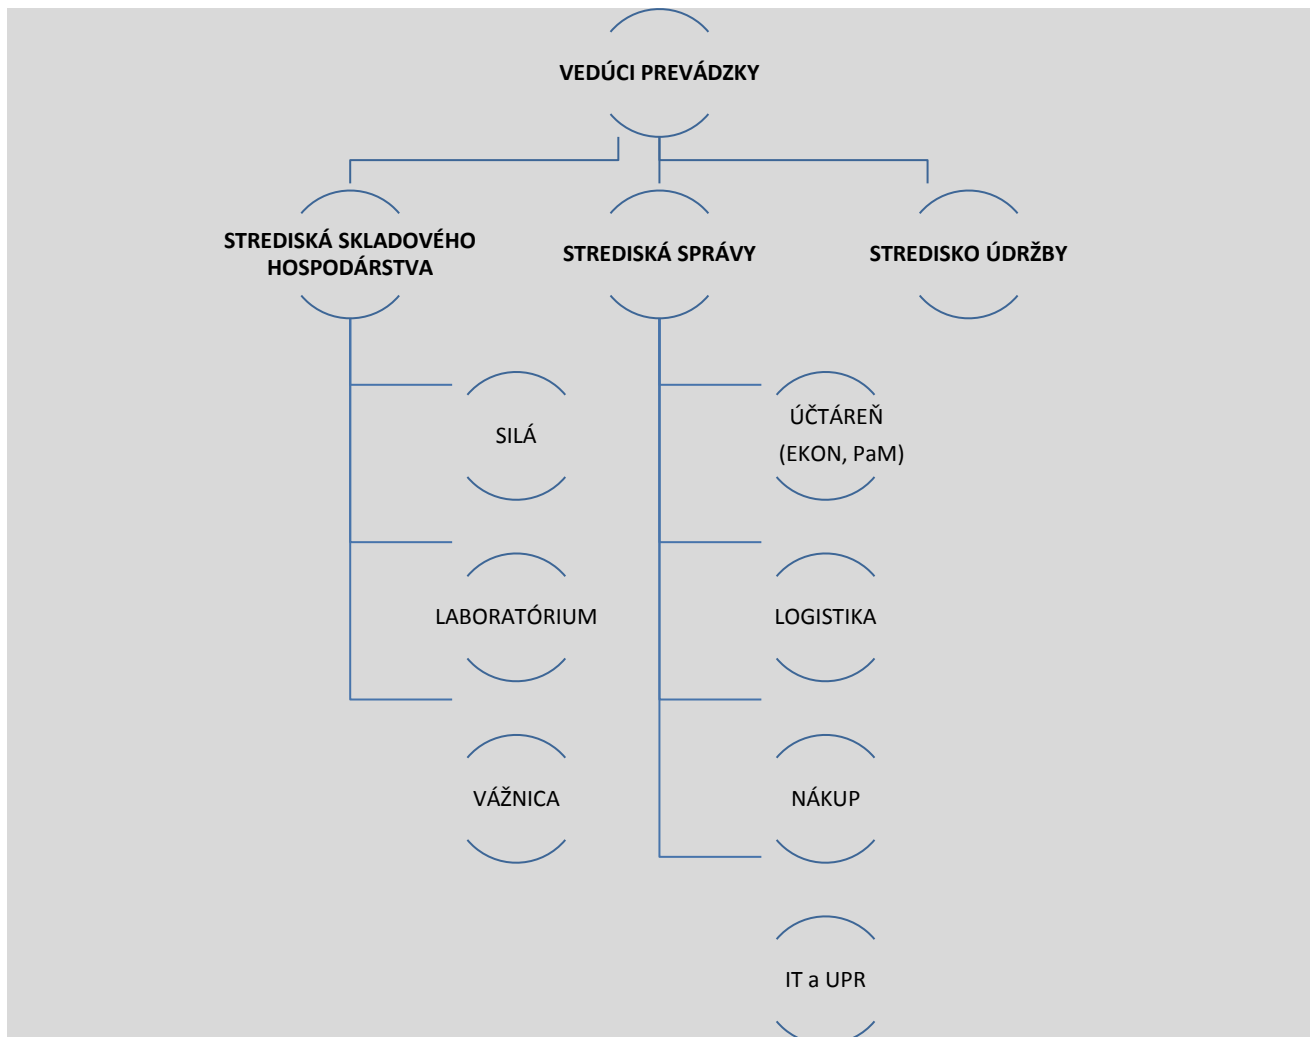 VEDÚCI PREVÁDZKY
STREDISKÁ SKLADOVÉHO
HOSPODÁRSTVA
STREDISKÁ SPRÁVY
STREDISKO ÚDRŽBY
SILÁ
ÚČTÁREŇ
(EKON, PaM)
LABORATÓRIUM
LOGISTIKA
VÁŽNICA
NÁKUP
IT a UPR